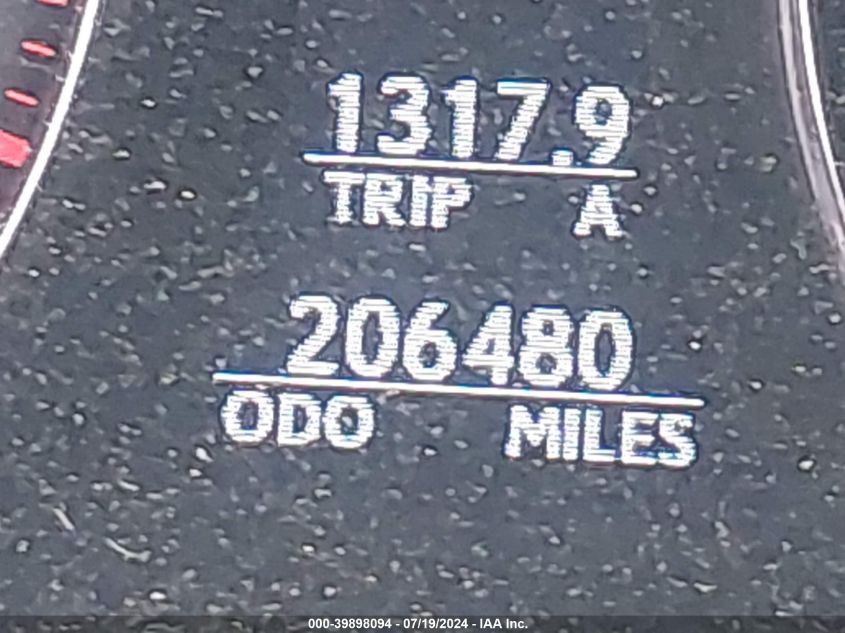 1317.9
TRIP A
206480
ODO MILES
000-39898094 - 07/19/2024 - IAA Inc.